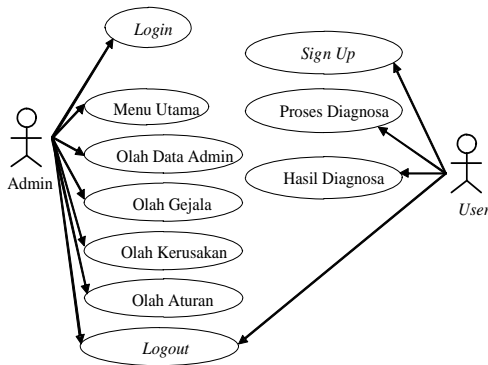 Login
Sign Up
Menu Utama
Proses Diagnosa
Olah Data Admin
Admin
Hasil Diagnosa
User
Olah Gejala
Olah Kerusakan
Olah Aturan
Logout